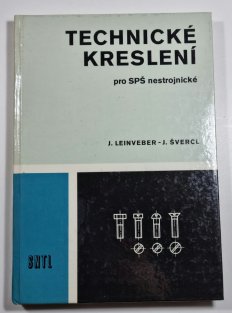 TECHNICKÉ
KRESLENÍ
pro SPŠ nestrojnické
J. LEINVEBER – J. ŠVERCL
SNTL